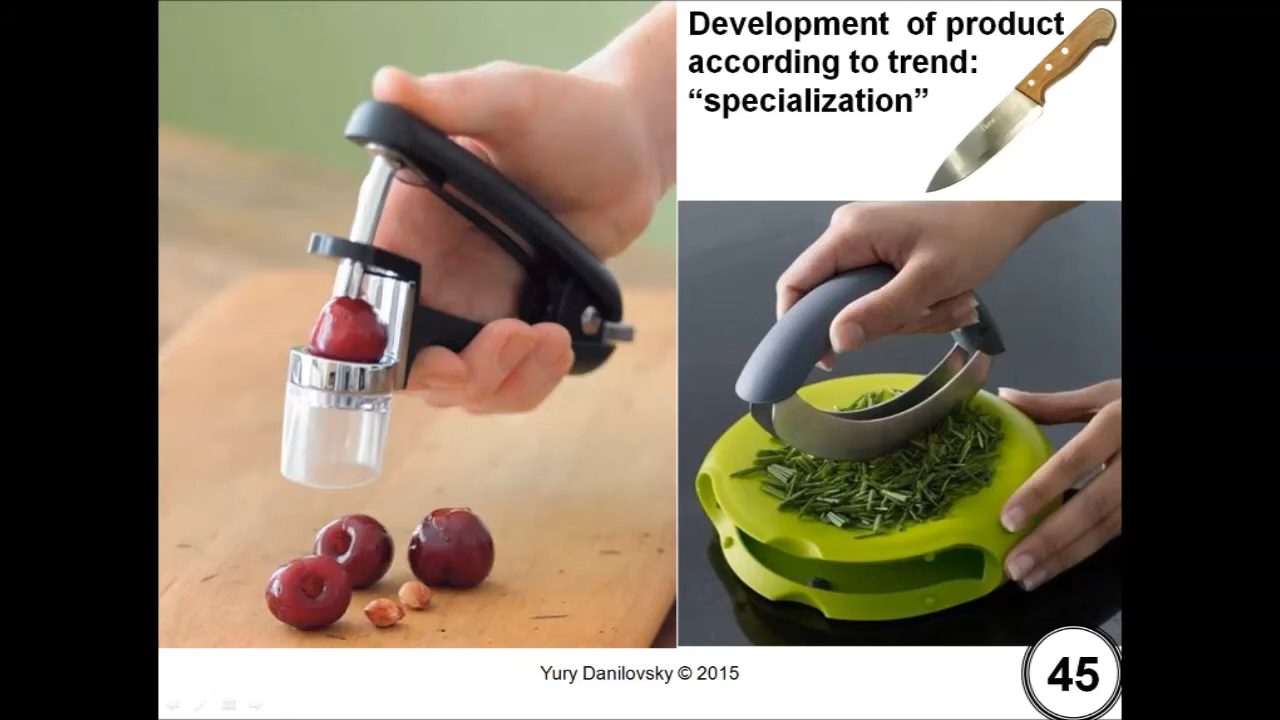 Development of product
according to trend:
“specialization”
Yury Danilovsky © 2015
45